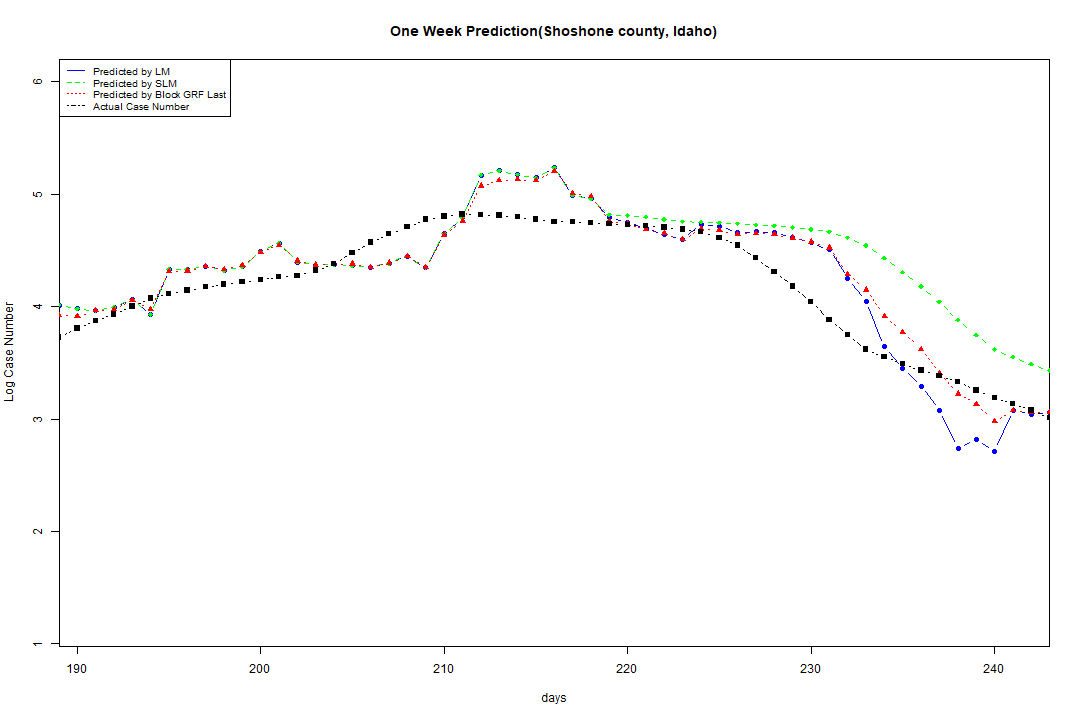 One Week Prediction(Shoshone county, Idaho)
Predicted by LM
Predicted by SLM
Predicted by Block GRF Last
Actual Case Number
6
5
4
3
2
1
Log Case Number
190 200 210 220 230 240
days